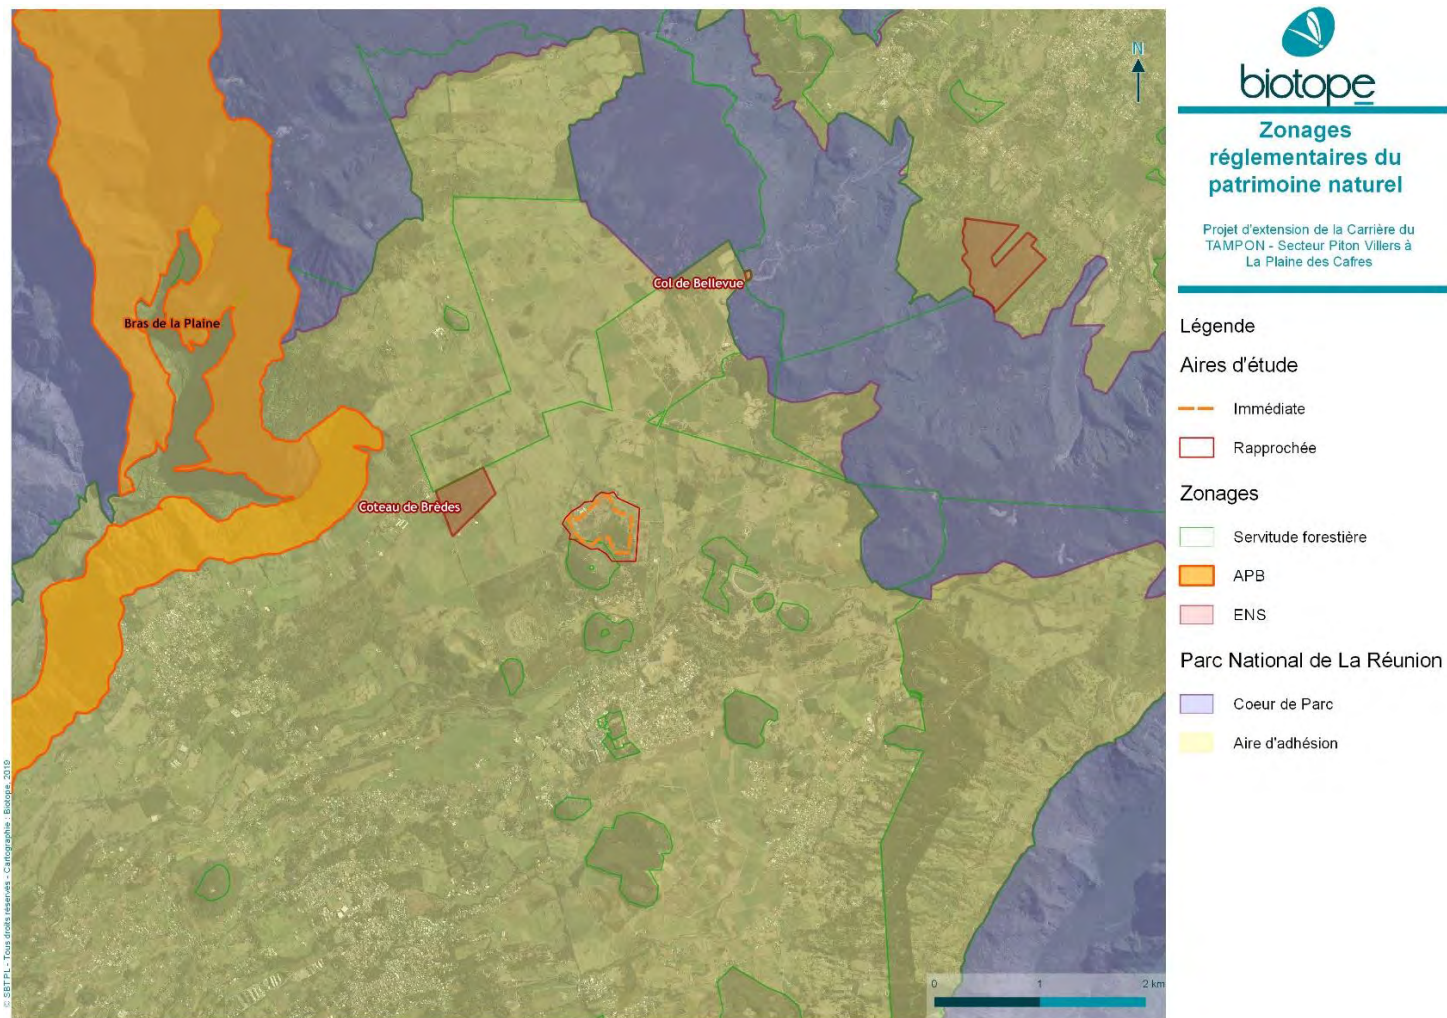 N
Col de Bellevue
Bras de la Plaine
Coteau de Brèdes
0 1 2 km
© SBTPL - Tous droits réservés - Cartographie : Biotope, 2019
biotope
Zonages
réglementaires du
patrimoine naturel
Projet d'extension de la Carrière du
TAMPON - Secteur Piton Villers à
La Plaine des Cafres
Légende
Aires d'étude
Immédiate
Rapprochée
Zonages
Servitude forestière
APB
ENS
Parc National de La Réunion
Coeur de Parc
Aire d'adhésion